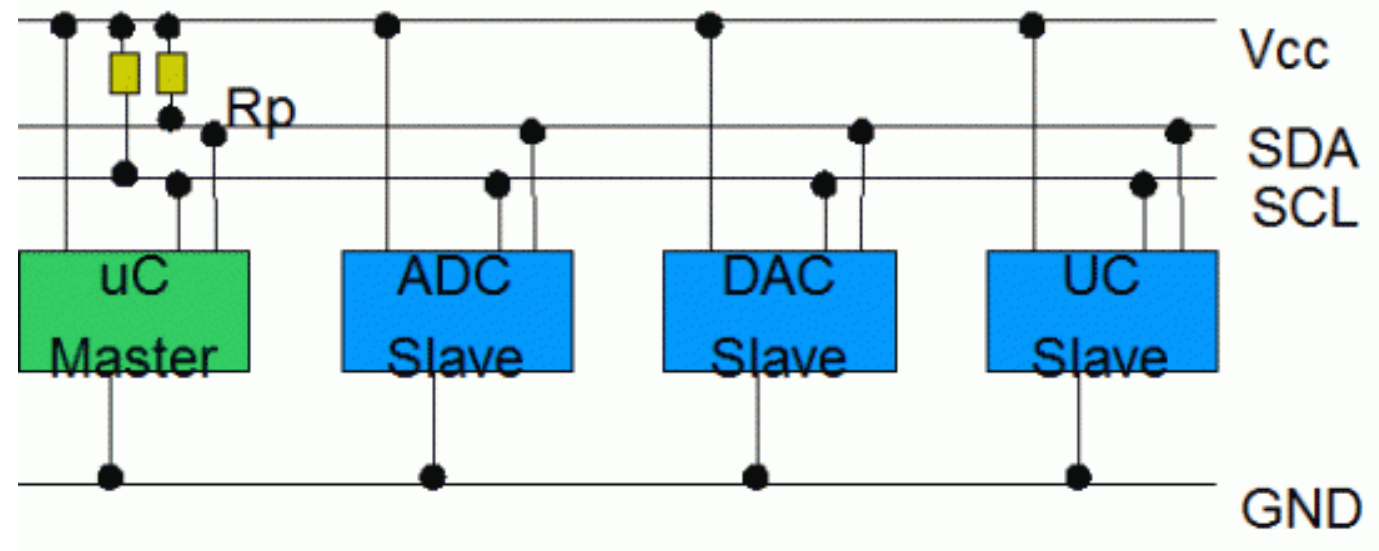 Vcc
Rp
SDA
SCL
uC
Master
ADC
Slave
DAC
Slave
UC
Slave
GND